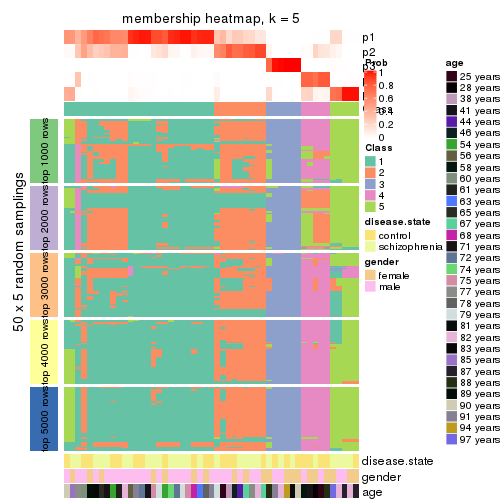 membership heatmap, k = 5
50 x 5 random samplings
top 1000 rows
top 2000 rows
top 3000 rows
top 4000 rows
top 5000 rows
p1
p2
p3
disease.state
gender
age
Prob
1
0.8
0.6
0.4
0.2
0
Class
1
2
3
4
5
disease.state
control
schizophrenia
gender
female
male
age
25 years
28 years
38 years
41 years
44 years
46 years
54 years
56 years
58 years
60 years
61 years
63 years
65 years
67 years
68 years
71 years
72 years
74 years
75 years
77 years
78 years
79 years
81 years
82 years
83 years
85 years
87 years
88 years
89 years
90 years
91 years
94 years
97 years